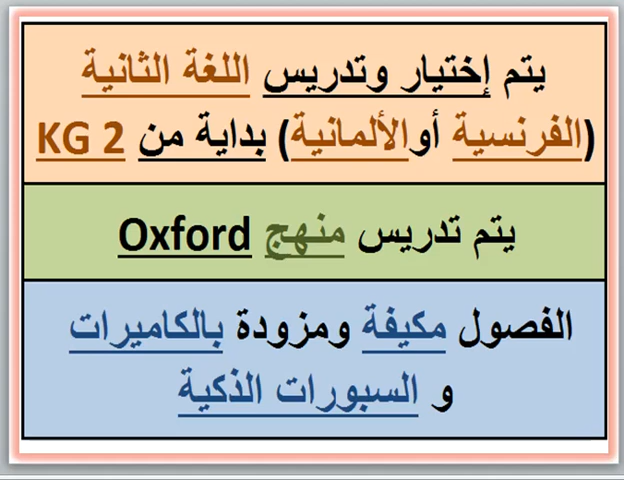 يتم إختيار وتدريس اللغة الثانية
(الفرنسية أوالألمانية) بداية من KG 2
يتم تدريس منهج Oxford
الفصول مكيفة ومزودة بالكاميرات
و السبورات الذكية